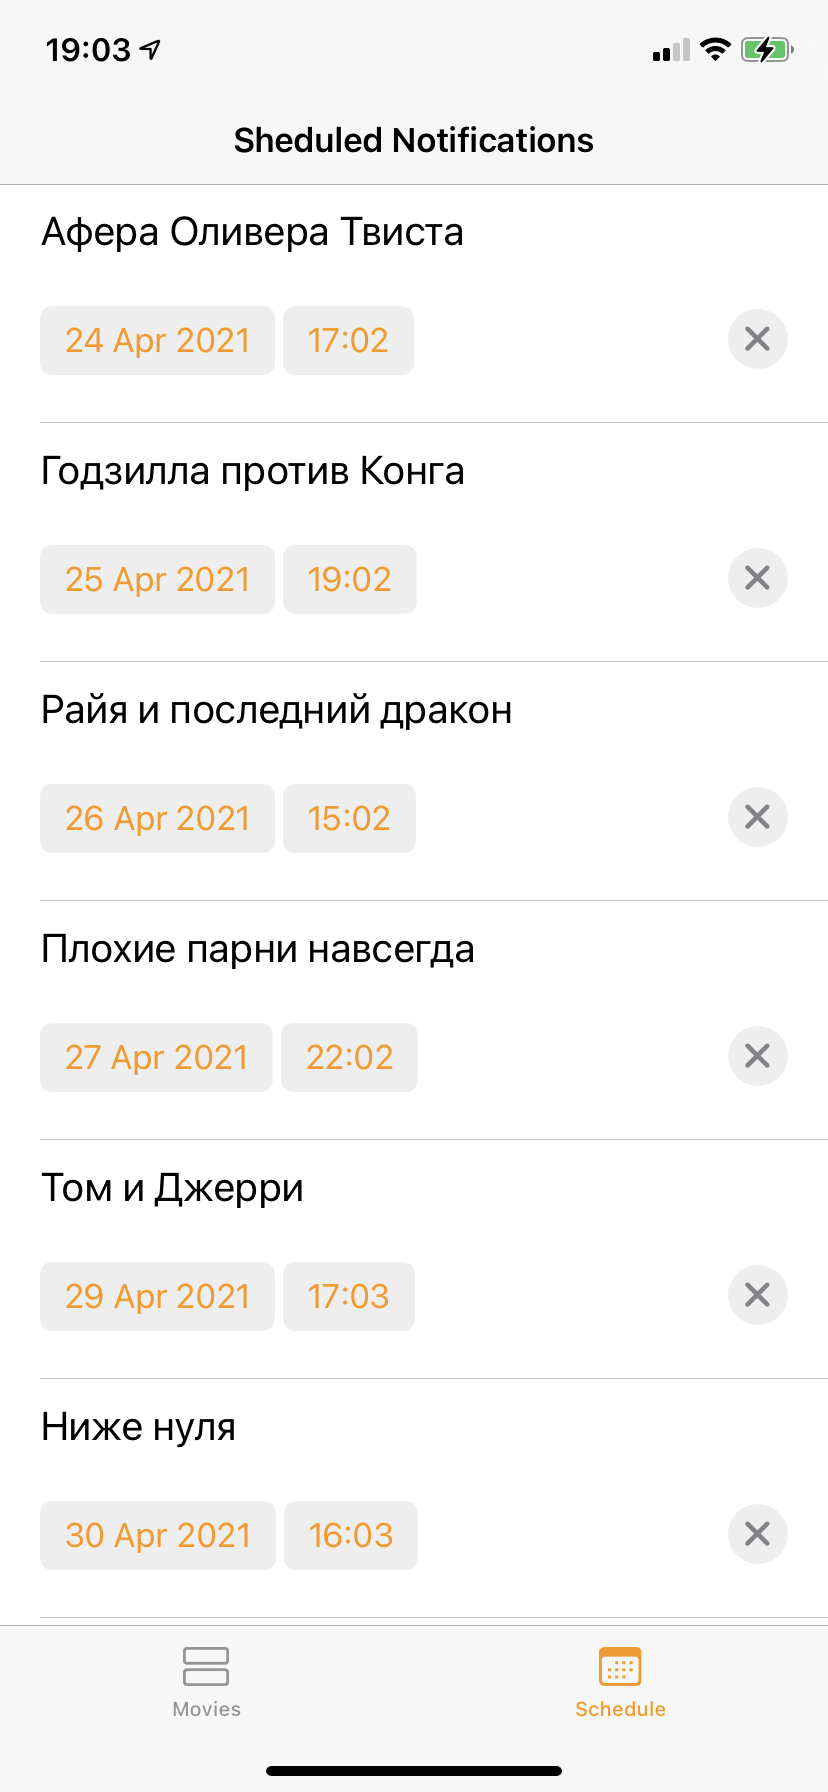 19:03
Sheduled Notifications
Афера Оливера Твиста
24 Apr 2021 17:02
Годзилла против Конга
25 Apr 2021 19:02
Райя и последний дракон
26 Apr 2021 15:02
Плохие парни навсегда
27 Apr 2021 22:02
Том и Джерри
29 Apr 2021 17:03
Ниже нуля
30 Apr 2021 16:03
Movies Schedule